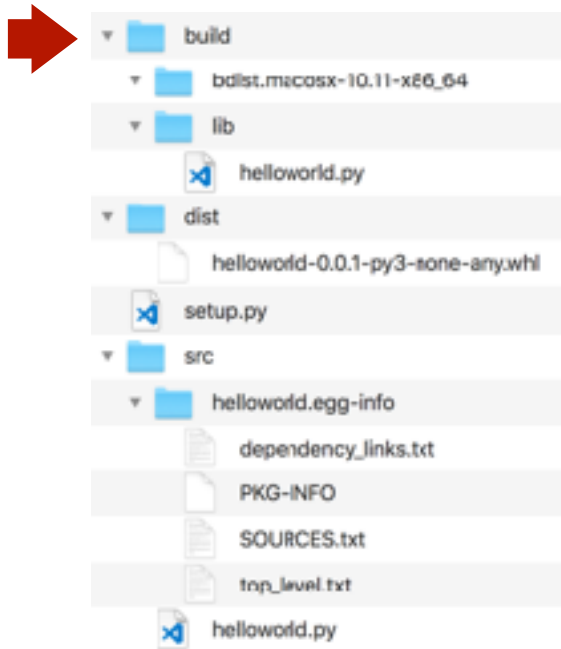 build
bdist.macosx-10.11-x86_64
lib
helloworld.py
dist
helloworld-0.0.1-py3-none-any.whl
setup.py
src
helloworld.egg-info
dependency_links.txt
PKG-INFO
SOURCES.txt
top_level.txt
helloworld.py